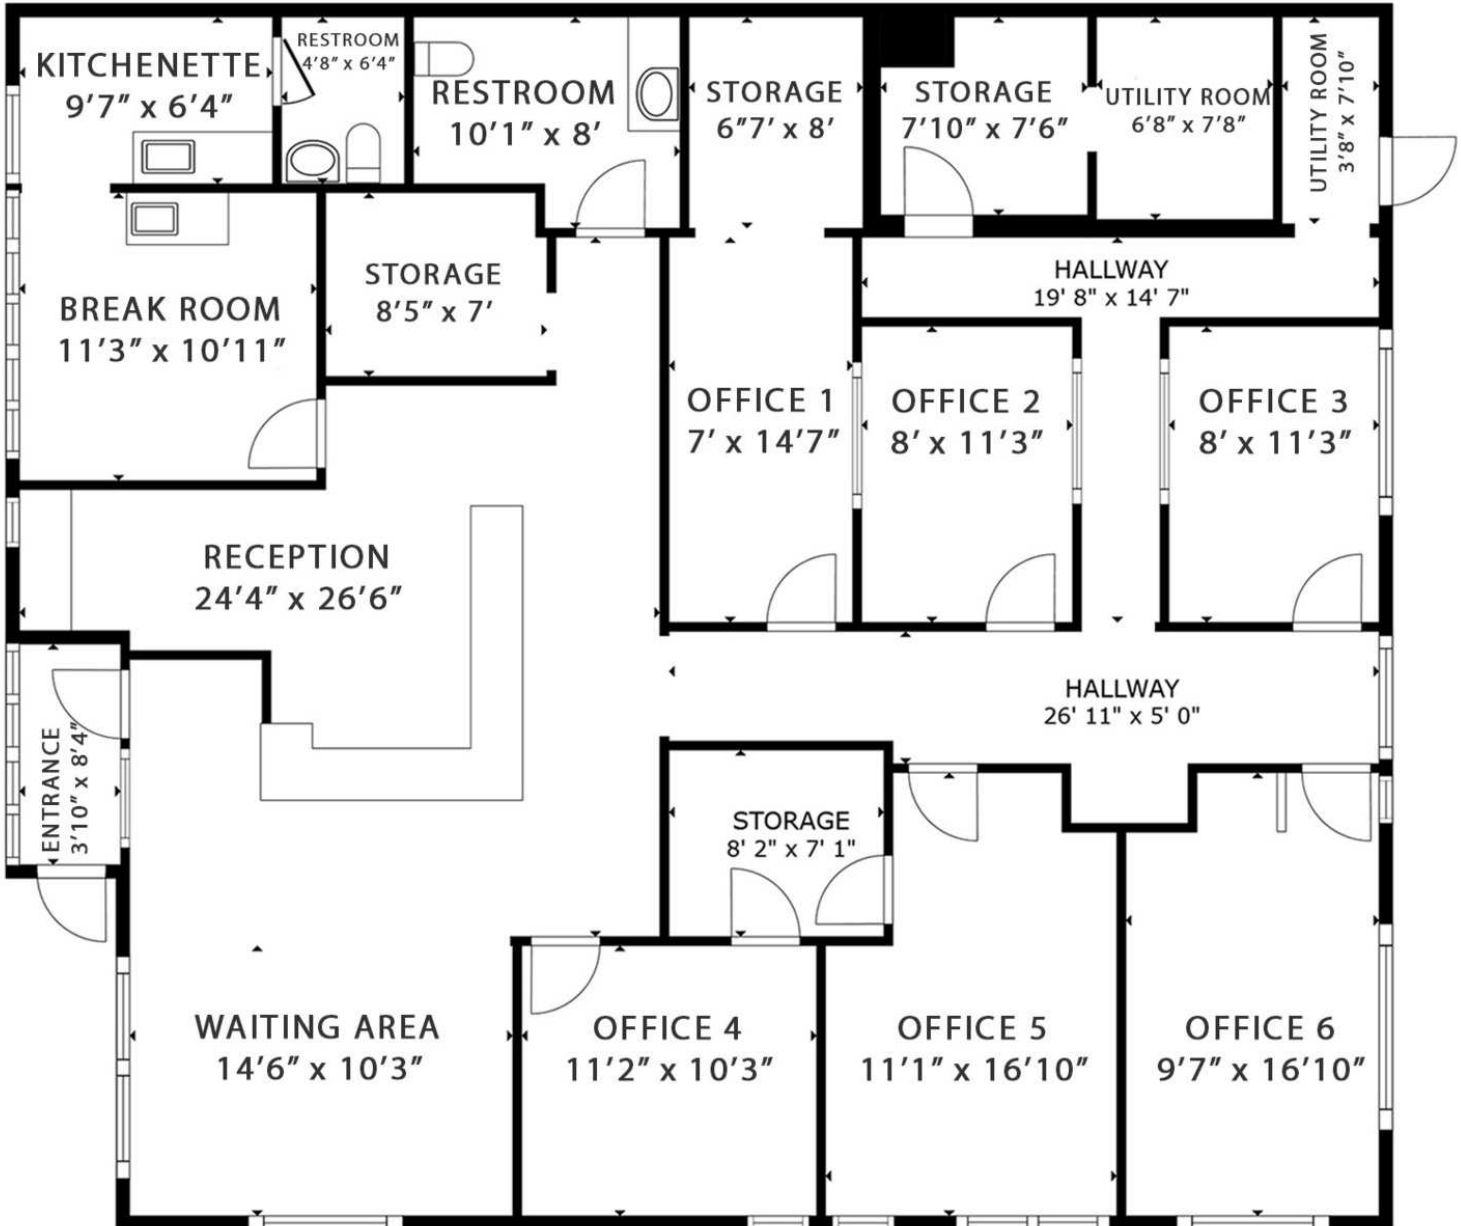 KITCHENETTE
9'7" x 6'4"
RESTROOM
4'8" x 6'4"
RESTROOM
10'1" x 8'
STORAGE
6"7' x 8'
STORAGE
7'10" x 7'6"
UTILITY ROOM
6'8" x 7'8"
UTILITY ROOM
3'8" x 7'10"
STORAGE
8'5" x 7'
HALLWAY
19' 8" x 14' 7"
BREAK ROOM
11'3" x 10'11"
OFFICE 1
7' x 14'7"
OFFICE 2
8' x 11'3"
OFFICE 3
8' x 11'3"
RECEPTION
24'4" x 26'6"
HALLWAY
26' 11" x 5' 0"
ENTRANCE
3'10" x 8'4"
STORAGE
8' 2" x 7' 1"
WAITING AREA
14'6" x 10'3"
OFFICE 4
11'2" x 10'3"
OFFICE 5
11'1" x 16'10"
OFFICE 6
9'7" x 16'10"